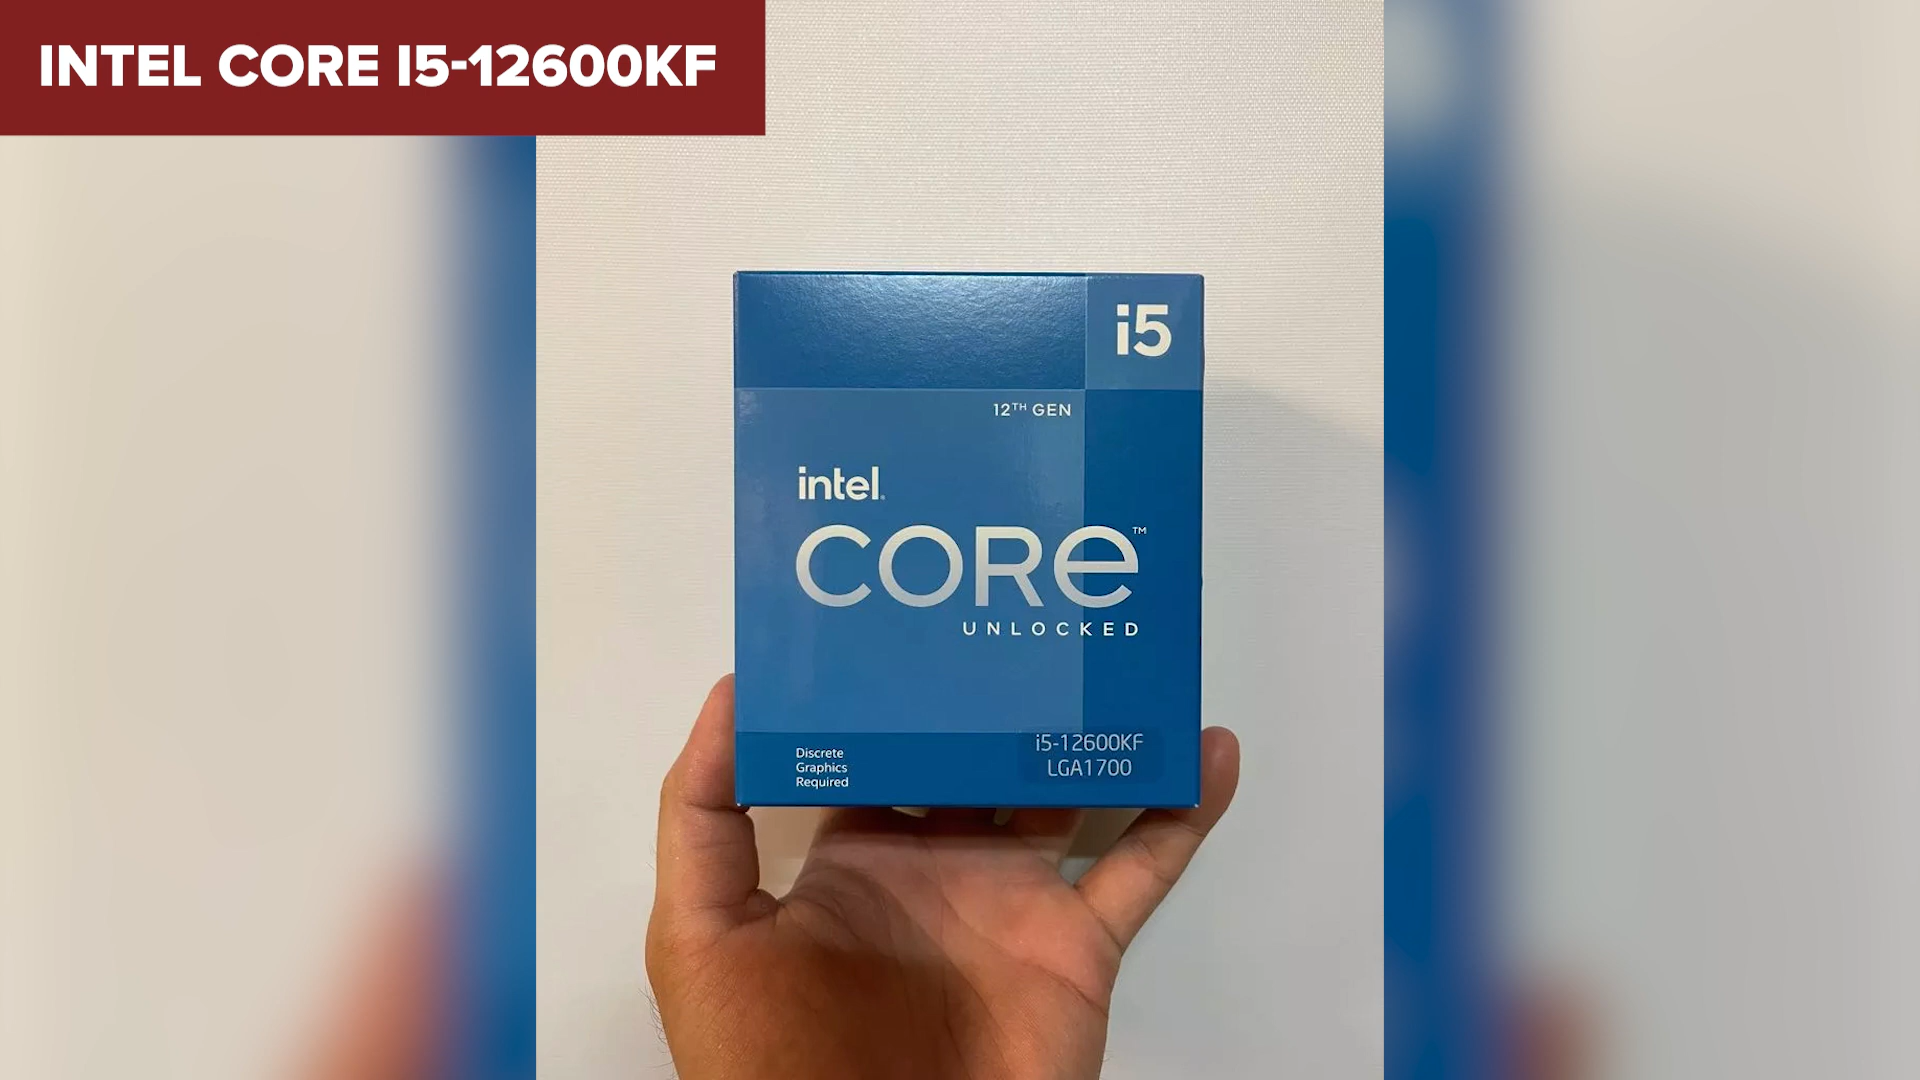 INTEL CORE I5-12600KF
i5
12TH GEN
intel.
CORe™
UNLOCKED
Discrete
Graphics
Required
i5-12600KF
LGA1700